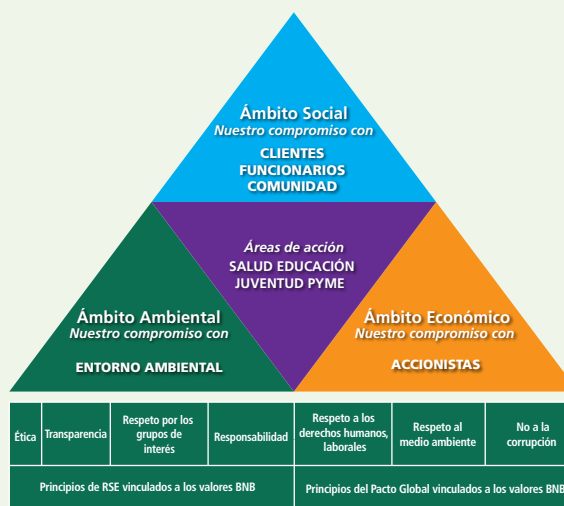 Ámbito Social
Nuestro compromiso con
CLIENTES
FUNCIONARIOS
COMUNIDAD
Áreas de acción
SALUD EDUCACIÓN
JUVENTUD PYME
Ámbito Ambiental
Nuestro compromiso con
ENTORNO AMBIENTAL
Ámbito Económico
Nuestro compromiso con
ACCIONISTAS
Ética
Transparencia
Respeto por los
grupos de
interés
Responsabilidad
Respeto a los
derechos humanos,
laborales
Respeto al
medio ambiente
No a la
corrupción
Principios de RSE vinculados a los valores BNB
Principios del Pacto Global vinculados a los valores BNB